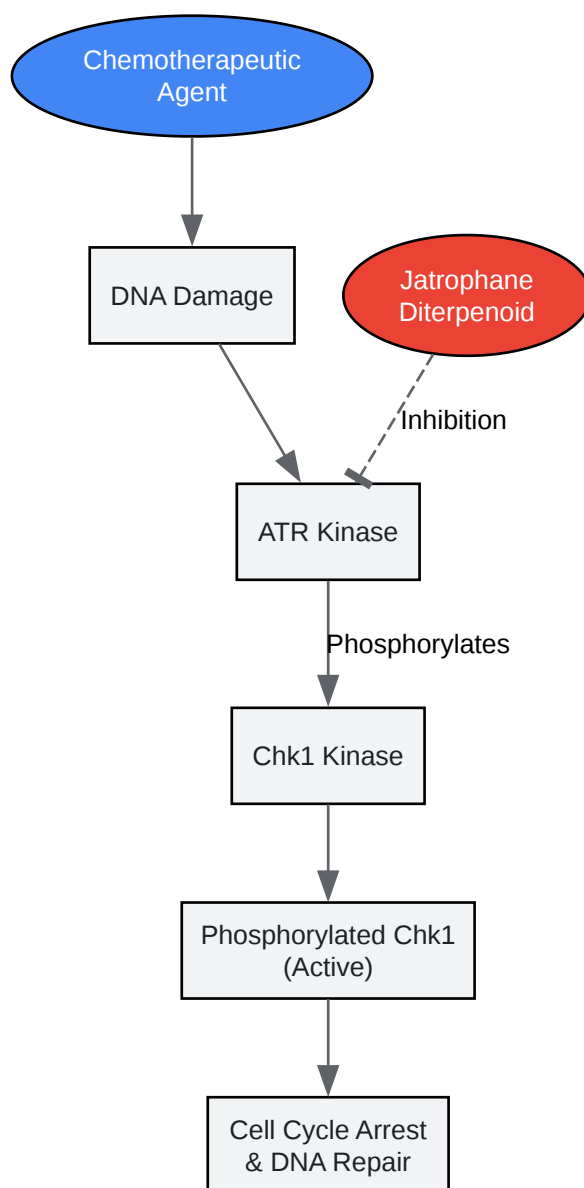 Chemotherapeutic
Agent
DNA Damage
Jatrophane
Diterpenoid
Inhibition
ATR Kinase
Phosphorylates
Chk1 Kinase
Phosphorylated Chk1
(Active)
Cell Cycle Arrest
& DNA Repair